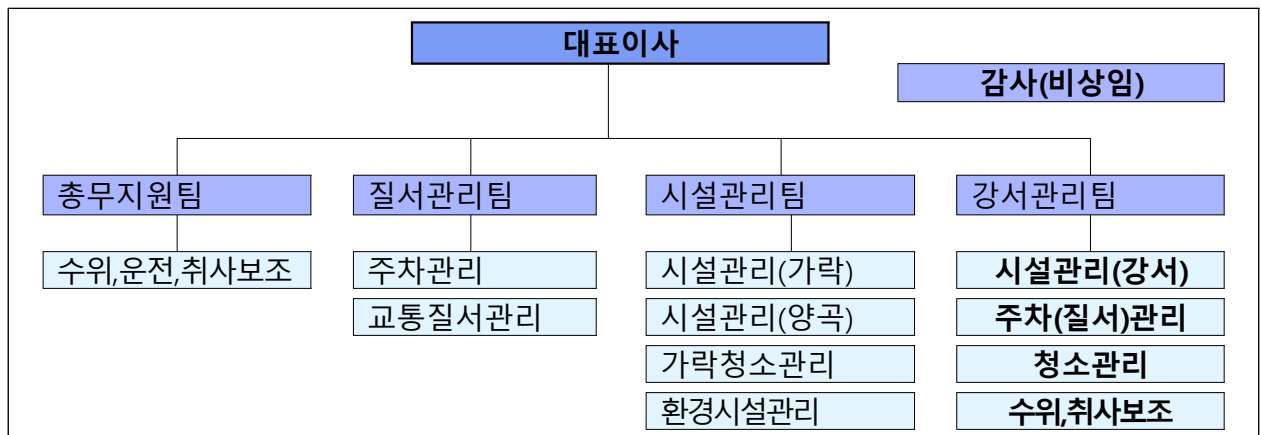 대표이사
감사(비상임)
총무지원팀 질서관리팀 시설관리팀 강서관리팀
수위,운전,취사보조 주차관리 시설관리(가락) 시설관리(강서)
교통질서관리 시설관리(양곡) 주차(질서)관리
가락청소관리 청소관리
환경시설관리 수위,취사보조